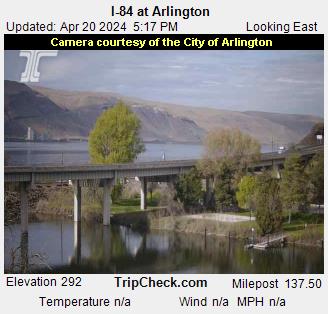 I-84 at Arlington
Updated: Apr 20 2024 5:17 PM Looking East
Camera courtesy of the City of Arlington
Elevation 292 TripCheck.com Milepost 137.50
Temperature n/a Wind n/a MPH n/a